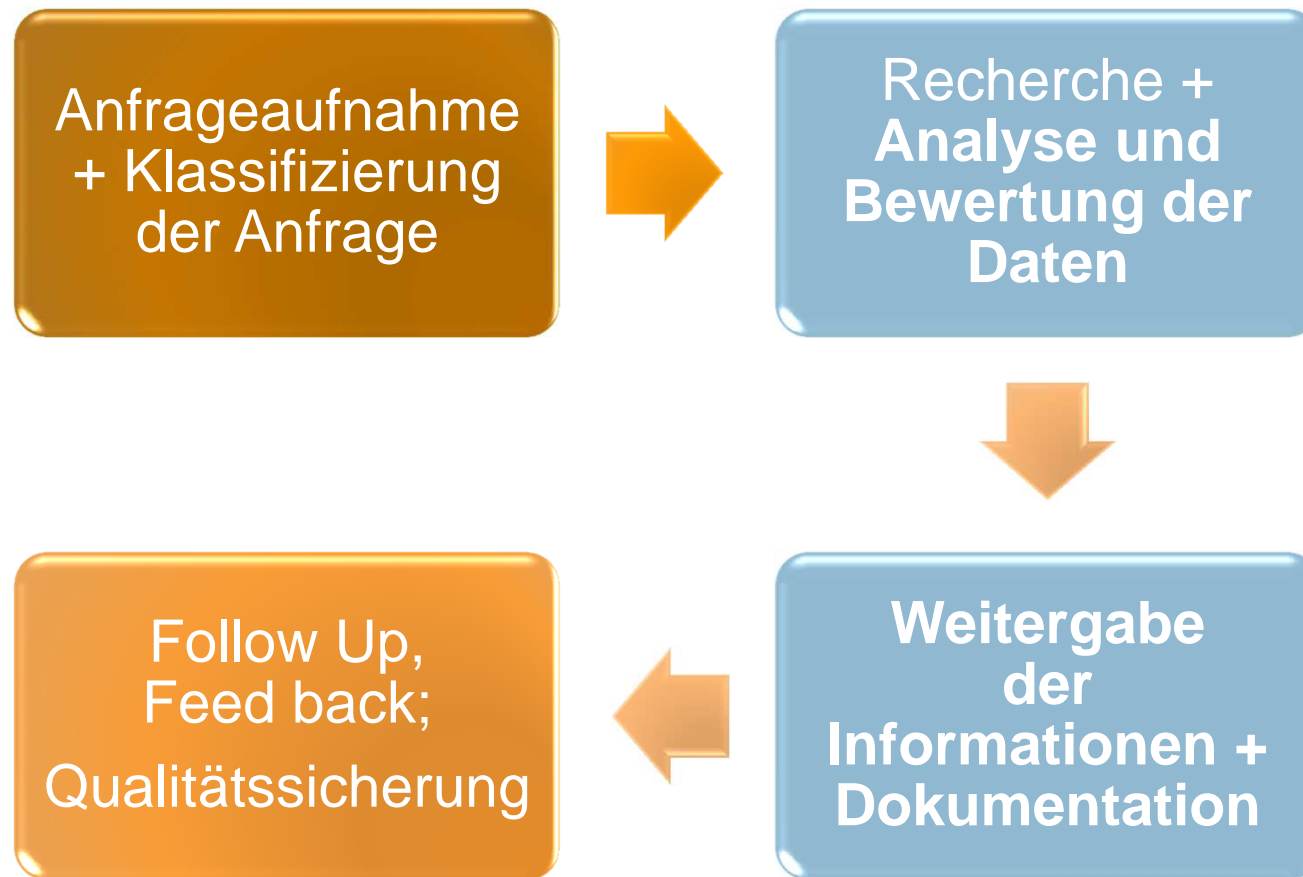 Anfrageaufnahme
+ Klassifizierung
der Anfrage
Recherche +
Analyse und
Bewertung der
Daten
Weitergabe
der
Informationen +
Dokumentation
Follow Up,
Feed back;
Qualitätssicherung